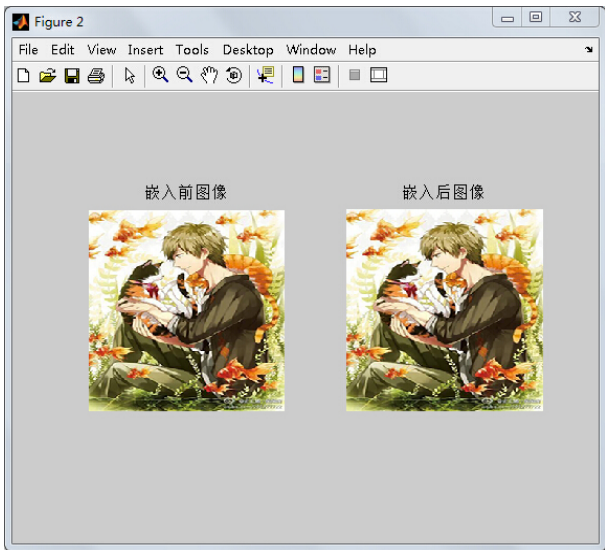 Figure 2
File Edit View Insert Tools Desktop Window Help
嵌入前图像
嵌入后图像